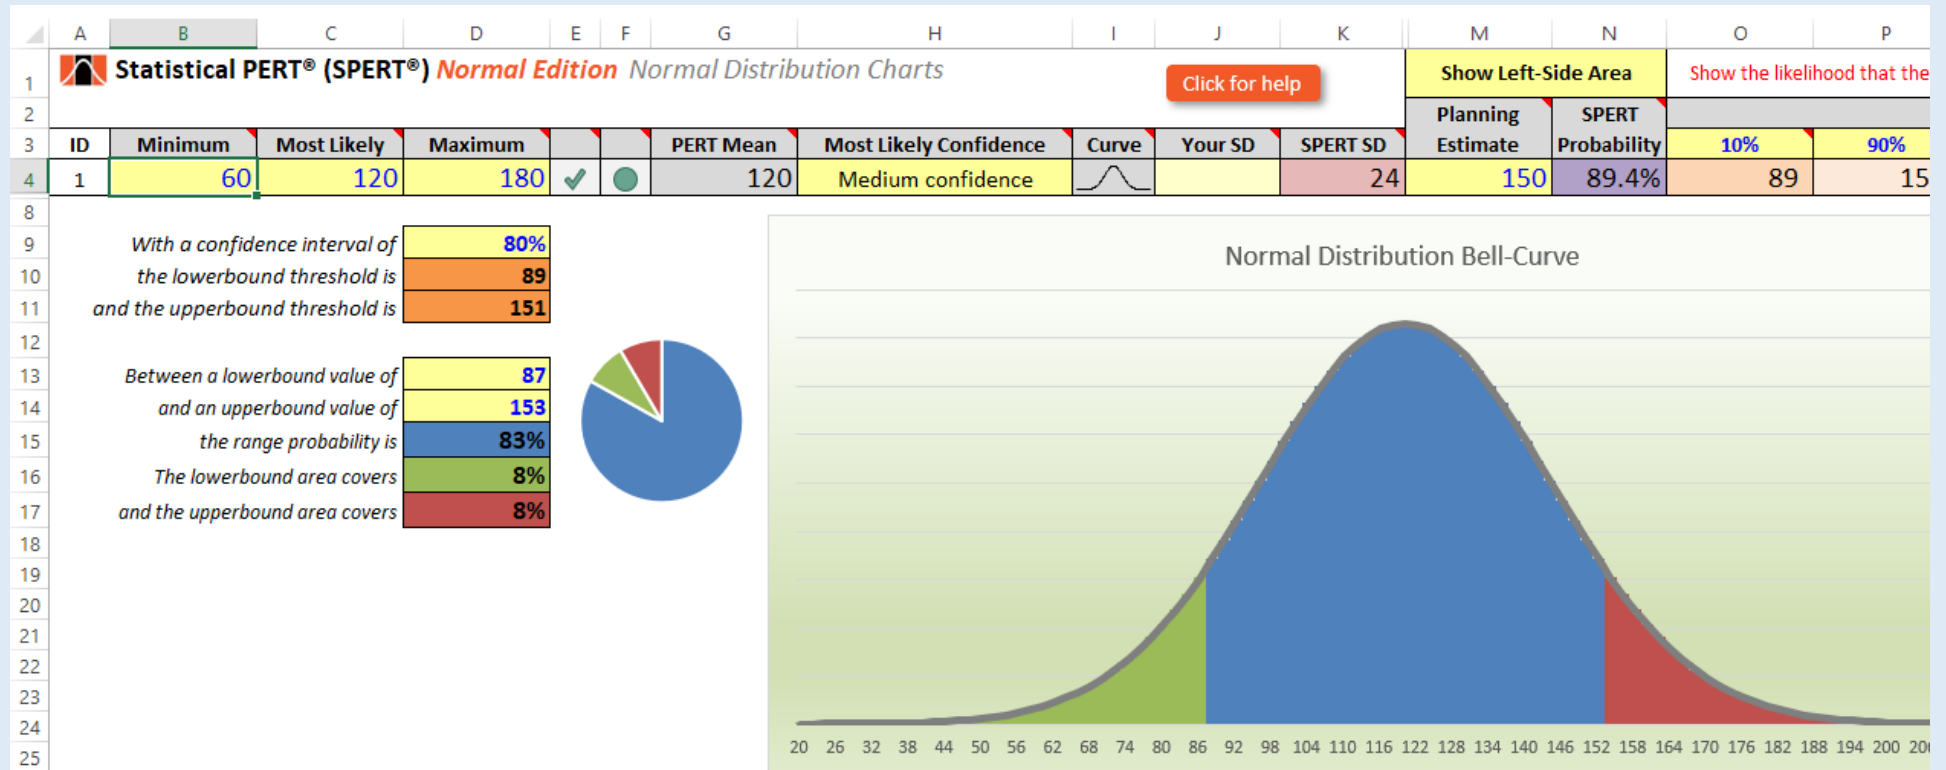 A B C D E F G H I J K M N O P
1 Statistical PERT® (SPERT®) Normal Edition Normal Distribution Charts Click for help Show Left-Side Area Show the likelihood that the
2 Planning SPERT
3 ID Minimum Most Likely Maximum PERT Mean Most Likely Confidence Curve Your SD SPERT SD Estimate Probability 10% 90%
4 1 60 120 180 120 Medium confidence 24 150 89.4% 89 15
8
9 With a confidence interval of 80%
10 the lowerbound threshold is 89
11 and the upperbound threshold is 151
12
13 Between a lowerbound value of 87
14 and an upperbound value of 153
15 the range probability is 83%
16 The lowerbound area covers 8%
17 and the upperbound area covers 8%
18
19
20
21
22
23
24
25
Normal Distribution Bell-Curve
20 26 32 38 44 50 56 62 68 74 80 86 92 98 104 110 116 122 128 134 140 146 152 158 164 170 176 182 188 194 200